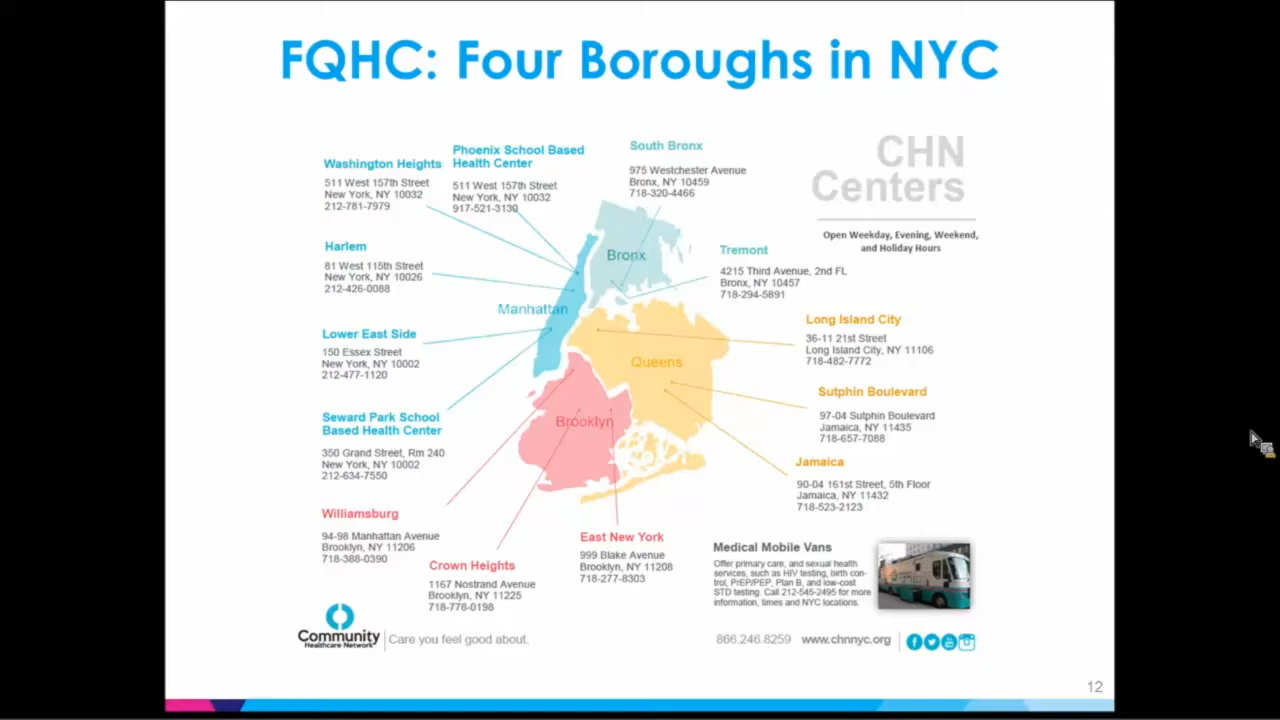 FQHC: Four Boroughs in NYC
CHN
Centers
Open Weekday, Evening, Weekend,
and Holiday Hours
Washington Heights
511 West 157th Street
New York, NY 10032
212-781-7979
Phoenix School Based
Health Center
511 West 157th Street
New York, NY 10032
917-521-3130
South Bronx
975 Westchester Avenue
Bronx, NY 10459
718-320-4466
Harlem
81 West 115th Street
New York, NY 10026
212-426-0088
Tremont
4215 Third Avenue, 2nd FL
Bronx, NY 10457
718-294-5891
Bronx
Manhattan
Queens
Brooklyn
Lower East Side
150 Essex Street
New York, NY 10002
212-477-1120
Long Island City
36-11 21st Street
Long Island City, NY 11106
718-482-7772
Sutphin Boulevard
97-04 Sutphin Boulevard
Jamaica, NY 11435
718-657-7088
Seward Park School
Based Health Center
350 Grand Street, Rm 240
New York, NY 10002
212-634-7550
Jamaica
90-04 161st Street, 5th Floor
Jamaica, NY 11432
718-523-2123
Williamsburg
94-98 Manhattan Avenue
Brooklyn, NY 11206
718-388-0390
Crown Heights
1167 Nostrand Avenue
Brooklyn, NY 11225
718-778-0198
East New York
999 Blake Avenue
Brooklyn, NY 11208
718-277-8303
Medical Mobile Vans
Offer primary care, and sexual health
services, such as HIV testing, birth con-
trol, PrEP/PEP, Plan B, and low-cost
STD testing. Call 212-545-2495 for more
information, times and NYC locations.
Community
Healthcare Network
Care you feel good about.
866.246.8259 www.chnnyc.org
12